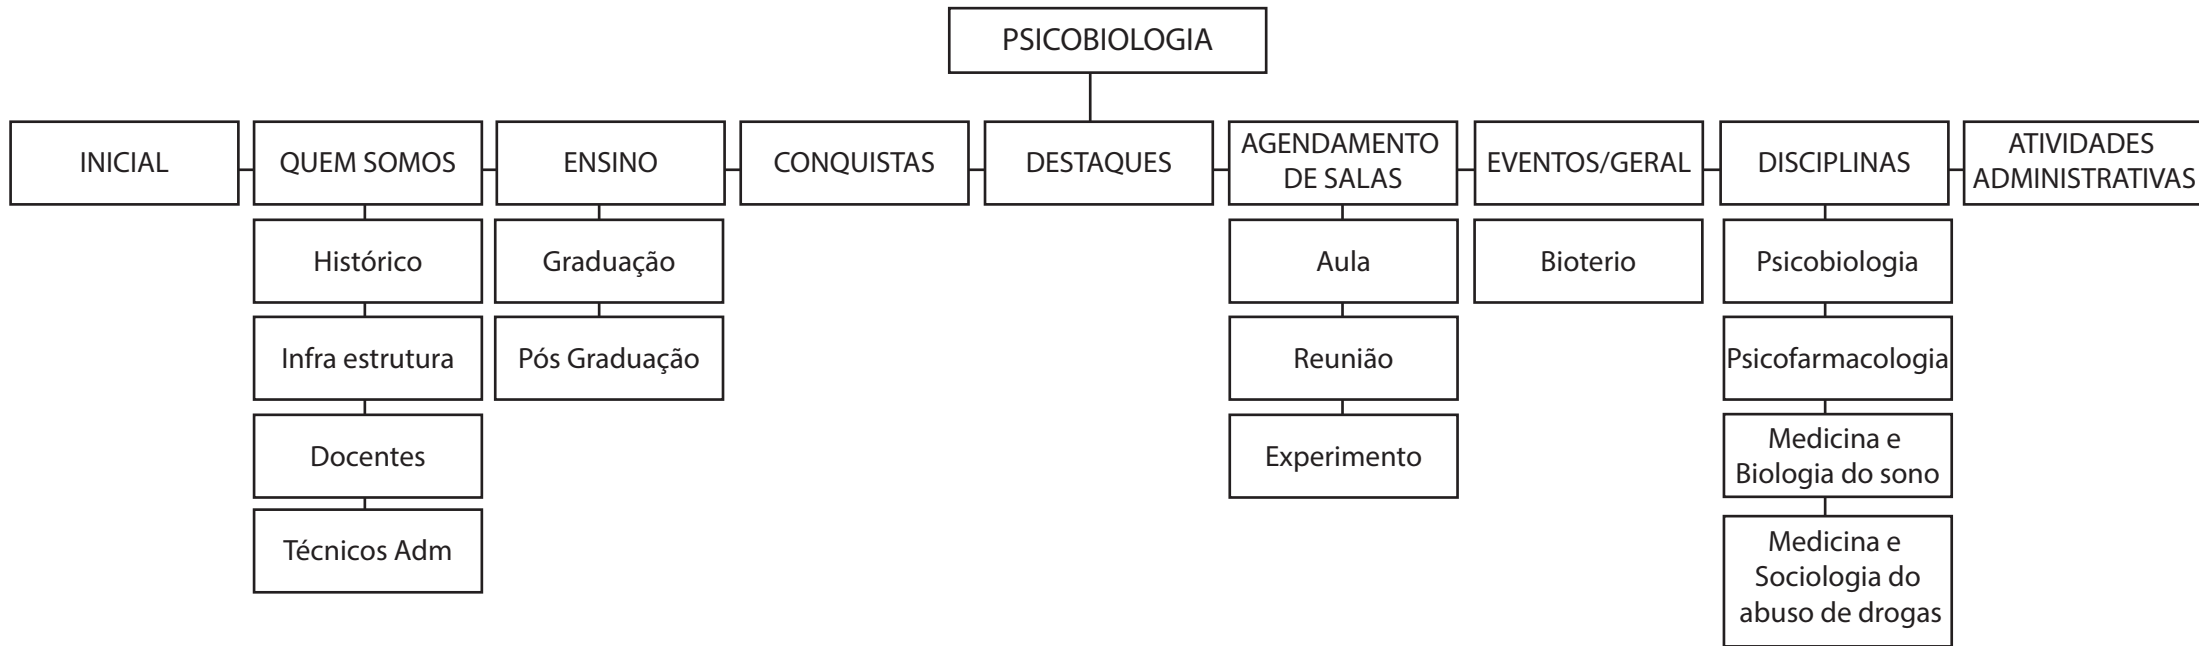 PSICOBIOLOGIA
INICIAL
QUEM SOMOS
ENSINO
CONQUISTAS
DESTAQUES
AGENDAMENTO
DE SALAS
EVENTOS/GERAL
DISCIPLINAS
ATIVIDADES
ADMINISTRATIVAS
Histórico
Infra estrutura
Docentes
Técnicos Adm
Graduação
Pós Graduação
Aula
Reunião
Experimento
Bioterio
Psicobiologia
Psicofarmacologia
Medicina e
Biologia do sono
Medicina e
Sociologia do
abuso de drogas